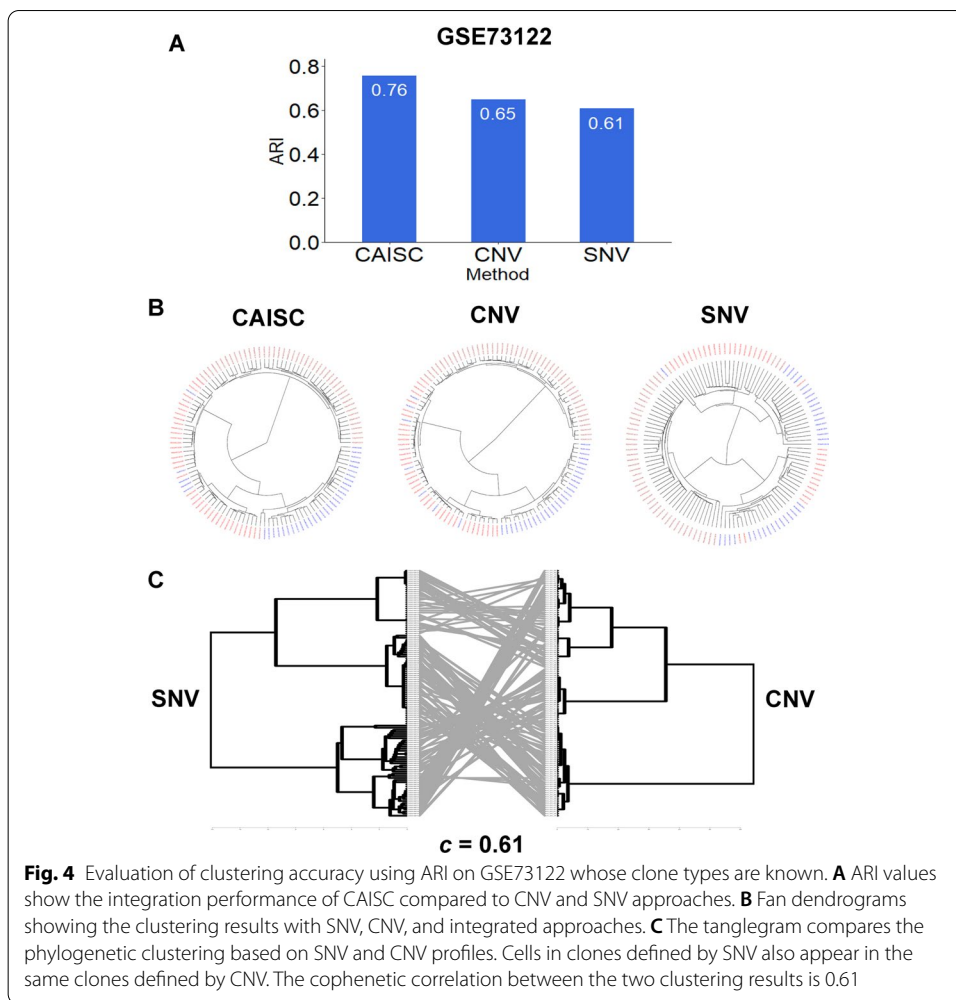 A
GSE73122
0.8
0.6
0.4
0.2
0.0
ARI
0.76
0.65
0.61
CAISC
CNV
SNV
Method
B
CAISC
CNV
SNV
C
SNV
CNV
c = 0.61
Fig. 4 Evaluation of clustering accuracy using ARI on GSE73122 whose clone types are known. A ARI values
show the integration performance of CAISC compared to CNV and SNV approaches. B Fan dendrograms
showing the clustering results with SNV, CNV, and integrated approaches. C The tanglegram compares the
phylogenetic clustering based on SNV and CNV profiles. Cells in clones defined by SNV also appear in the
same clones defined by CNV. The cophenetic correlation between the two clustering results is 0.61